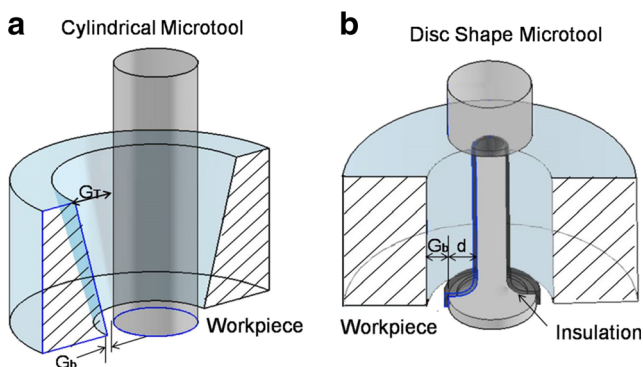 a
Cylindrical Microtool
GT
Gb
Workpiece
b
Disc Shape Microtool
Gb
d
Workpiece
Insulation